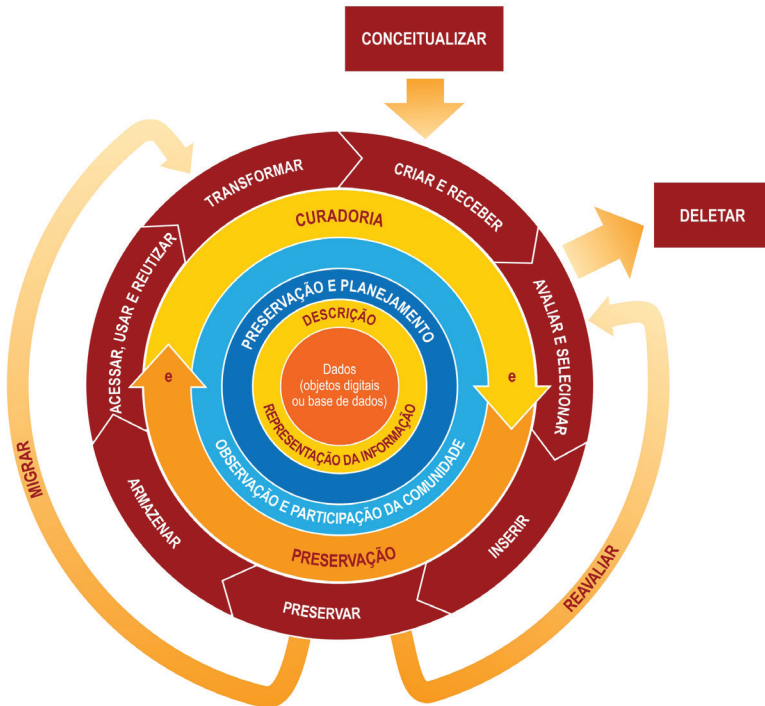 CONCEITUALIZAR
TRANSFORMAR
CRIAR E RECEBER
DELETAR
CURADORIA
ACESSAR, USAR E REUTIZAR
AVALIAR E SELECIONAR
PRESERVAÇÃO E PLANEJAMENTO
DESCRIÇÃO
e
e
Dados
(objetos digitais
ou base de dados)
REPRESENTAÇÃO DA INFORMAÇÃO
OBSERVAÇÃO E PARTICIPAÇÃO DA COMUNIDADE
MIGRAR
ARMAZENAR
INSERIR
PRESERVAÇÃO
REAVALIAR
PRESERVAR